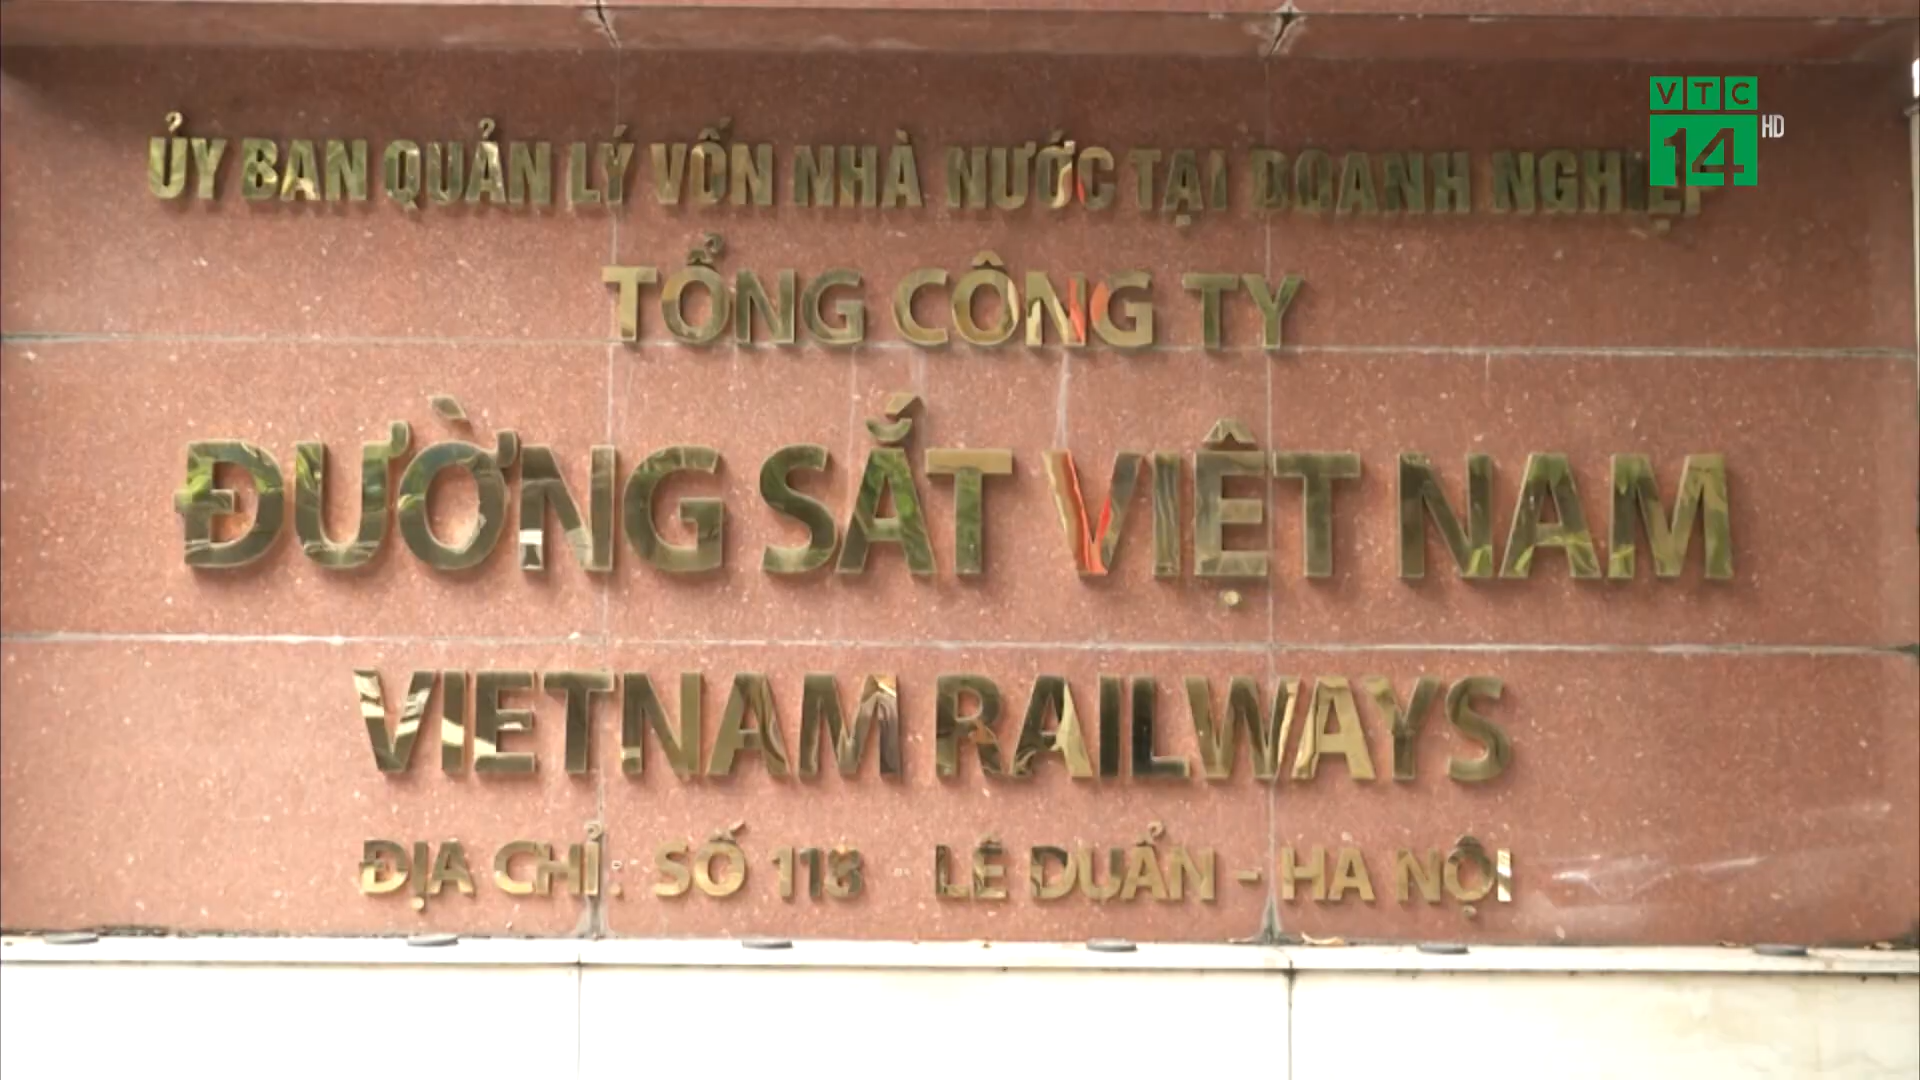 VTC
14 HD
ỦY BAN QUẢN LÝ VỐN NHÀ NƯỚC TẠI DOANH NGHIỆP
TỔNG CÔNG TY
ĐƯỜNG SẮT VIỆT NAM
VIETNAM RAILWAYS
ĐỊA CHỈ: SỐ 118 LÊ DUẨN - HÀ NỘI